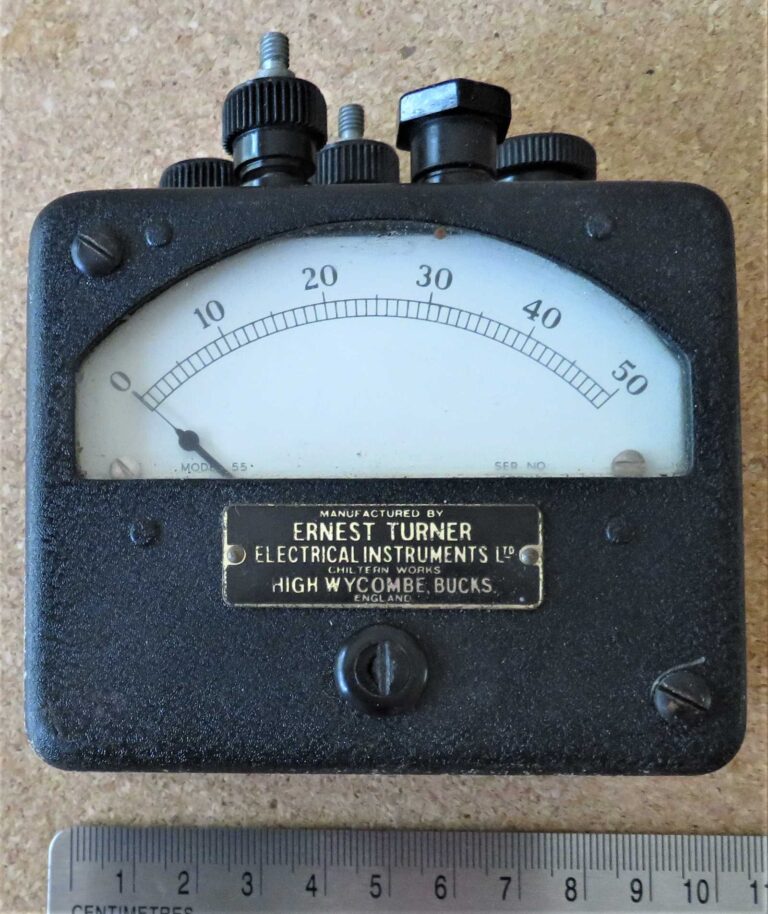 0 10 20 30 40 50
MODEL 55 SER NO
MANUFACTURED BY
ERNEST TURNER
ELECTRICAL INSTRUMENTS LTD
CHILTERN WORKS
HIGH WYCOMBE, BUCKS.
ENGLAND
1 2 3 4 5 6 7 8 9 10 11
CENTIMETRES